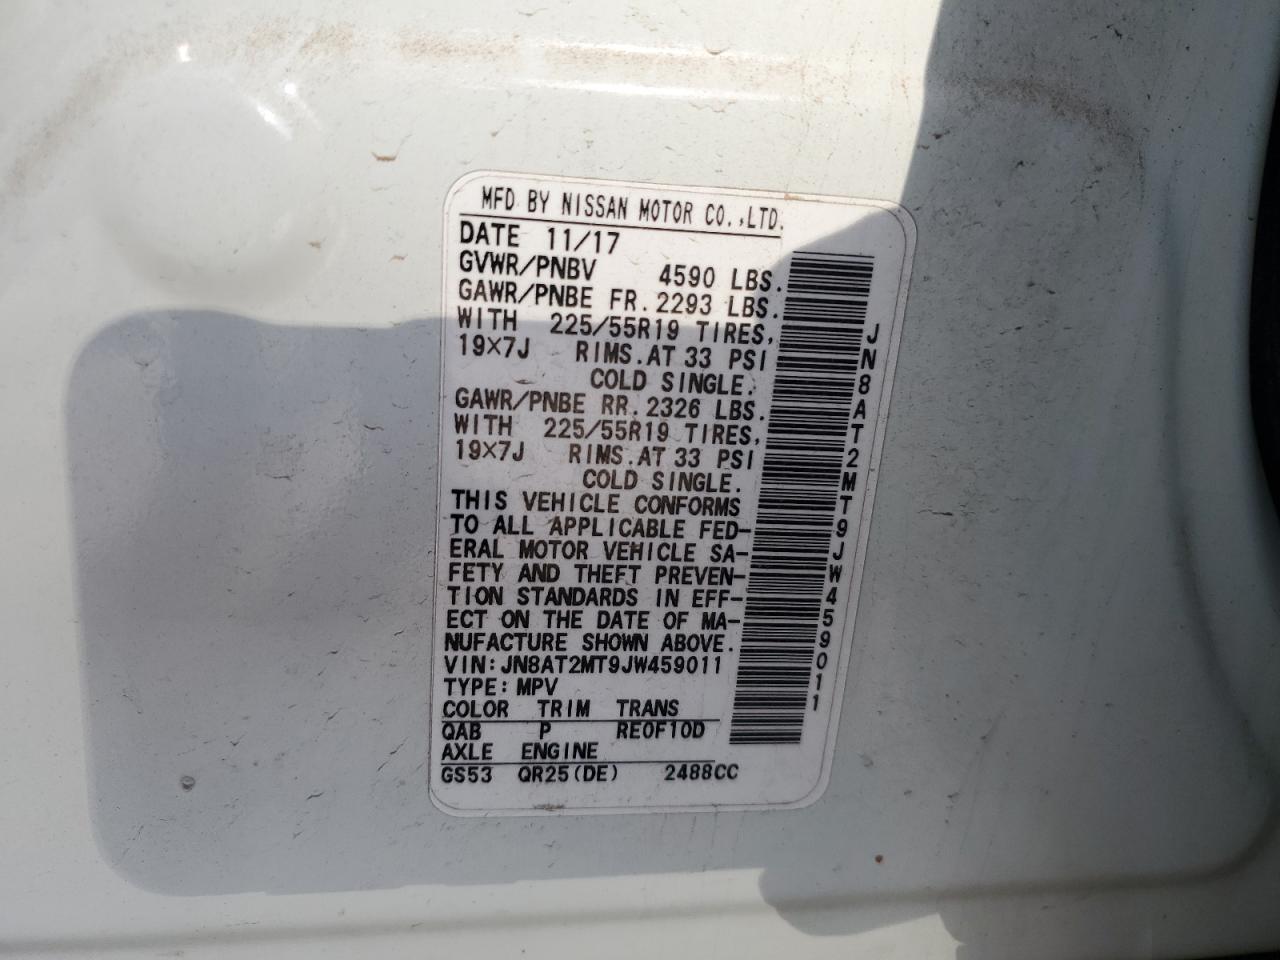 MFD BY NISSAN MOTOR CO.,LTD.
DATE 11/17
GVWR/PNBV 4590 LBS.
GAWR/PNBE FR. 2293 LBS.
WITH 225/55R19 TIRES,
19×7J RIMS.AT 33 PSI
COLD SINGLE.
GAWR/PNBE RR. 2326 LBS.
WITH 225/55R19 TIRES,
19×7J RIMS.AT 33 PSI
COLD SINGLE.
THIS VEHICLE CONFORMS
TO ALL APPLICABLE FED-
ERAL MOTOR VEHICLE SA-
FETY AND THEFT PREVEN-
TION STANDARDS IN EFF-
ECT ON THE DATE OF MA-
NUFACTURE SHOWN ABOVE.
VIN:JN8AT2MT9JW459011
TYPE:MPV
COLOR TRIM TRANS
QAB P RE0F10D
AXLE ENGINE
GS53 QR25(DE) 2488CC
JN8AT2MT9JW459011